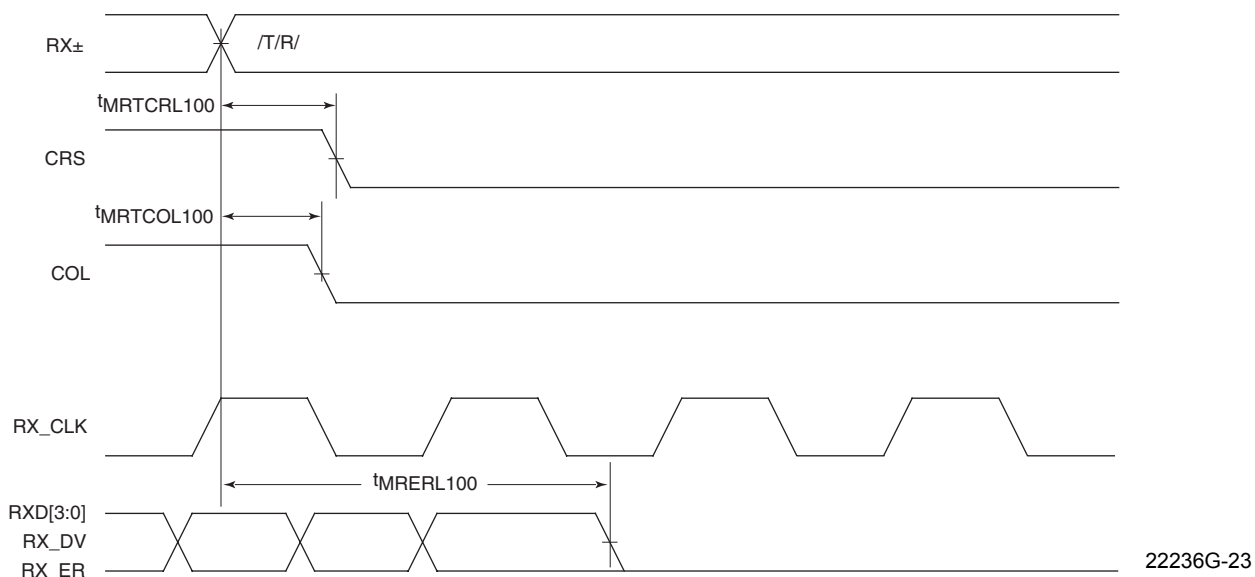 RX±
/T/R/
tMRTCRL100
CRS
tMRTCOL100
COL
RX_CLK
tMRERL100
RXD[3:0]
RX_DV
RX_ER
22236G-23